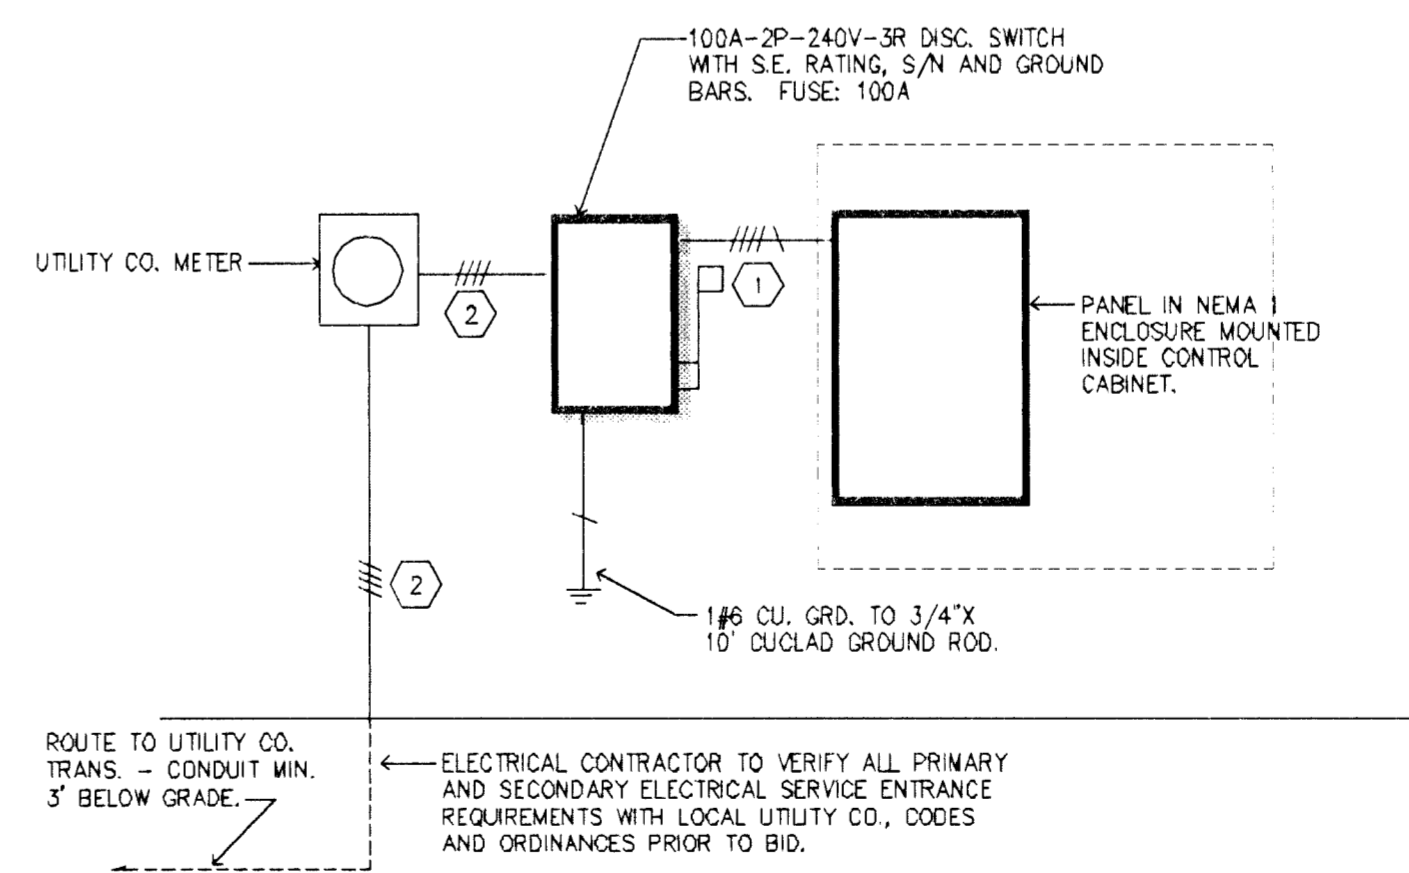 100A-2P-240V-3R DISC. SWITCH
WITH S.E. RATING, S/N AND GROUND
BARS. FUSE: 100A
UTILITY CO. METER
2
1
PANEL IN NEMA 1
ENCLOSURE MOUNTED
INSIDE CONTROL
CABINET.
2
1#6 CU. GRD. TO 3/4"X
10' CUCLAD GROUND ROD.
ROUTE TO UTILITY CO.
TRANS. - CONDUIT MIN.
3' BELOW GRADE.
ELECTRICAL CONTRACTOR TO VERIFY ALL PRIMARY
AND SECONDARY ELECTRICAL SERVICE ENTRANCE
REQUIREMENTS WITH LOCAL UTILITY CO., CODES
AND ORDINANCES PRIOR TO BID.